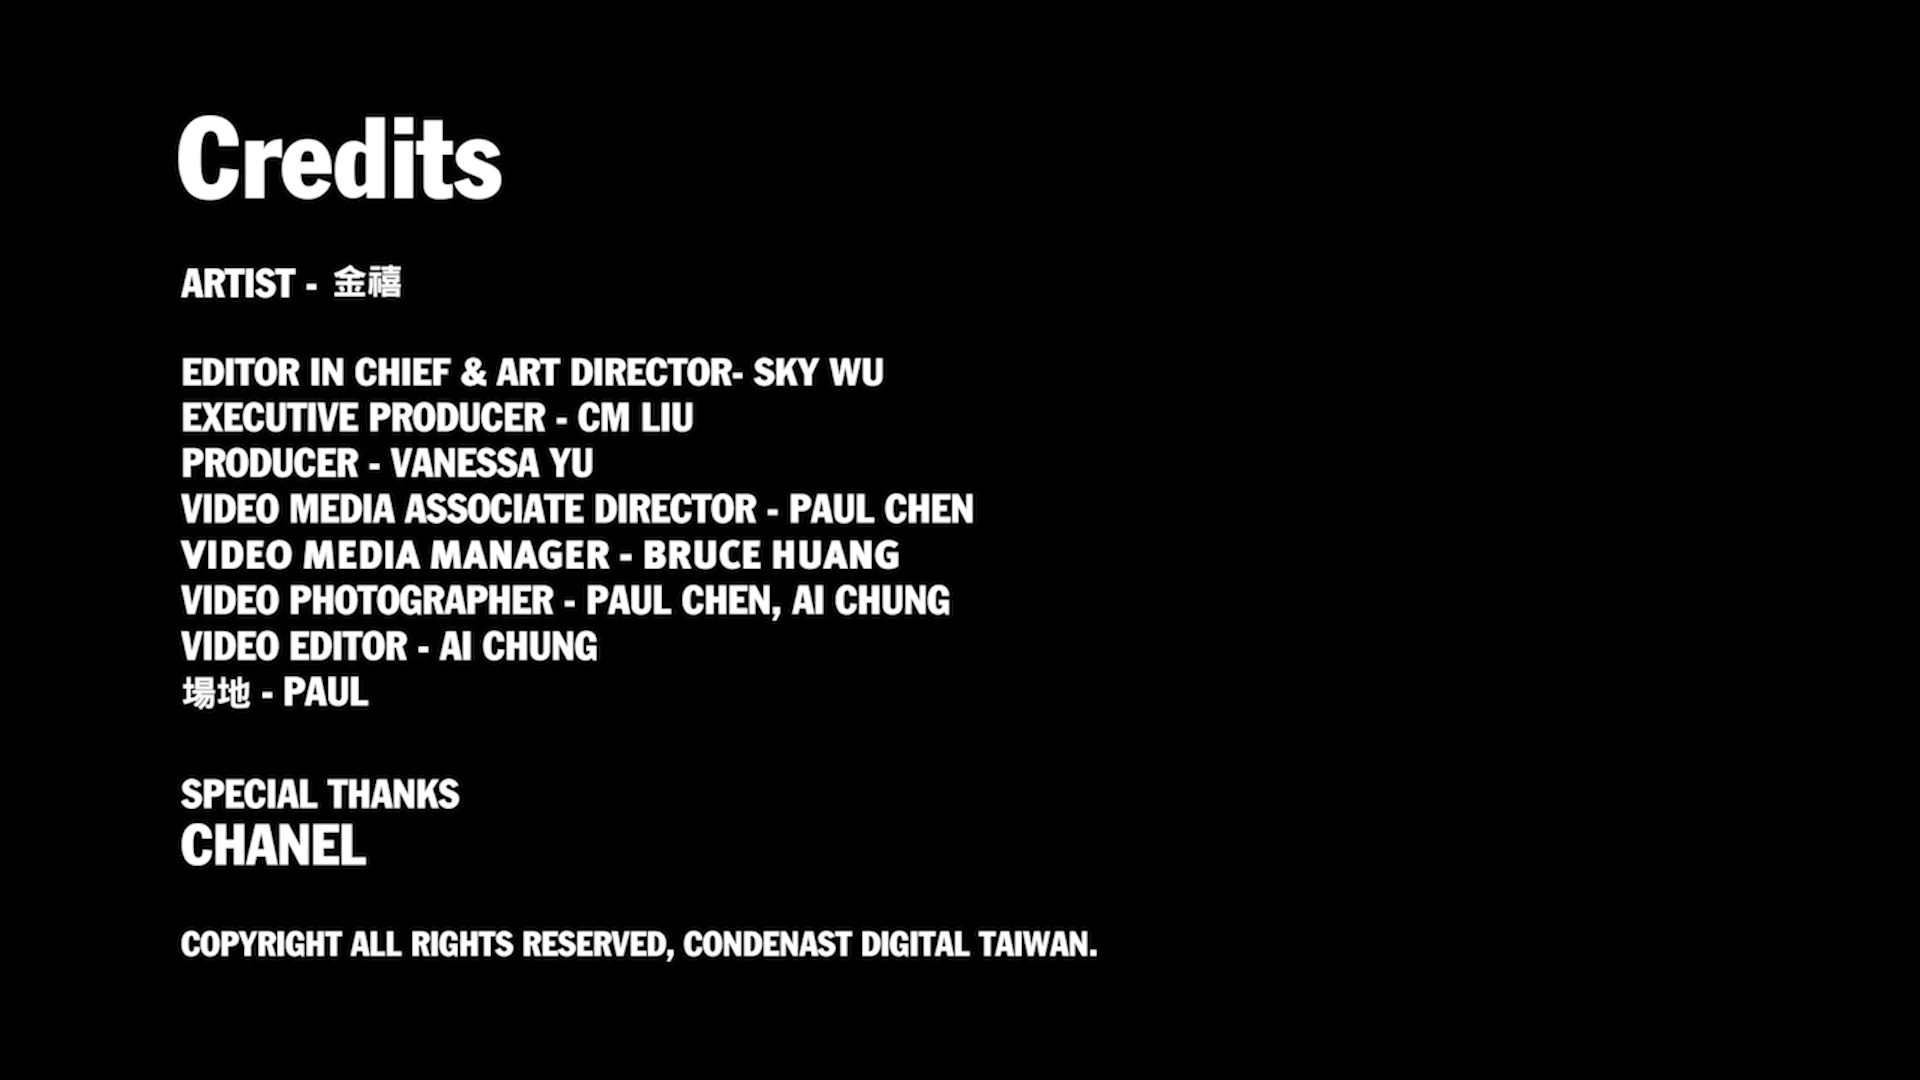 Credits
ARTIST - 金禧
EDITOR IN CHIEF & ART DIRECTOR- SKY WU
EXECUTIVE PRODUCER - CM LIU
PRODUCER - VANESSA YU
VIDEO MEDIA ASSOCIATE DIRECTOR - PAUL CHEN
VIDEO MEDIA MANAGER - BRUCE HUANG
VIDEO PHOTOGRAPHER - PAUL CHEN, AI CHUNG
VIDEO EDITOR - AI CHUNG
場地 - PAUL
SPECIAL THANKS
CHANEL
COPYRIGHT ALL RIGHTS RESERVED, CONDENAST DIGITAL TAIWAN.